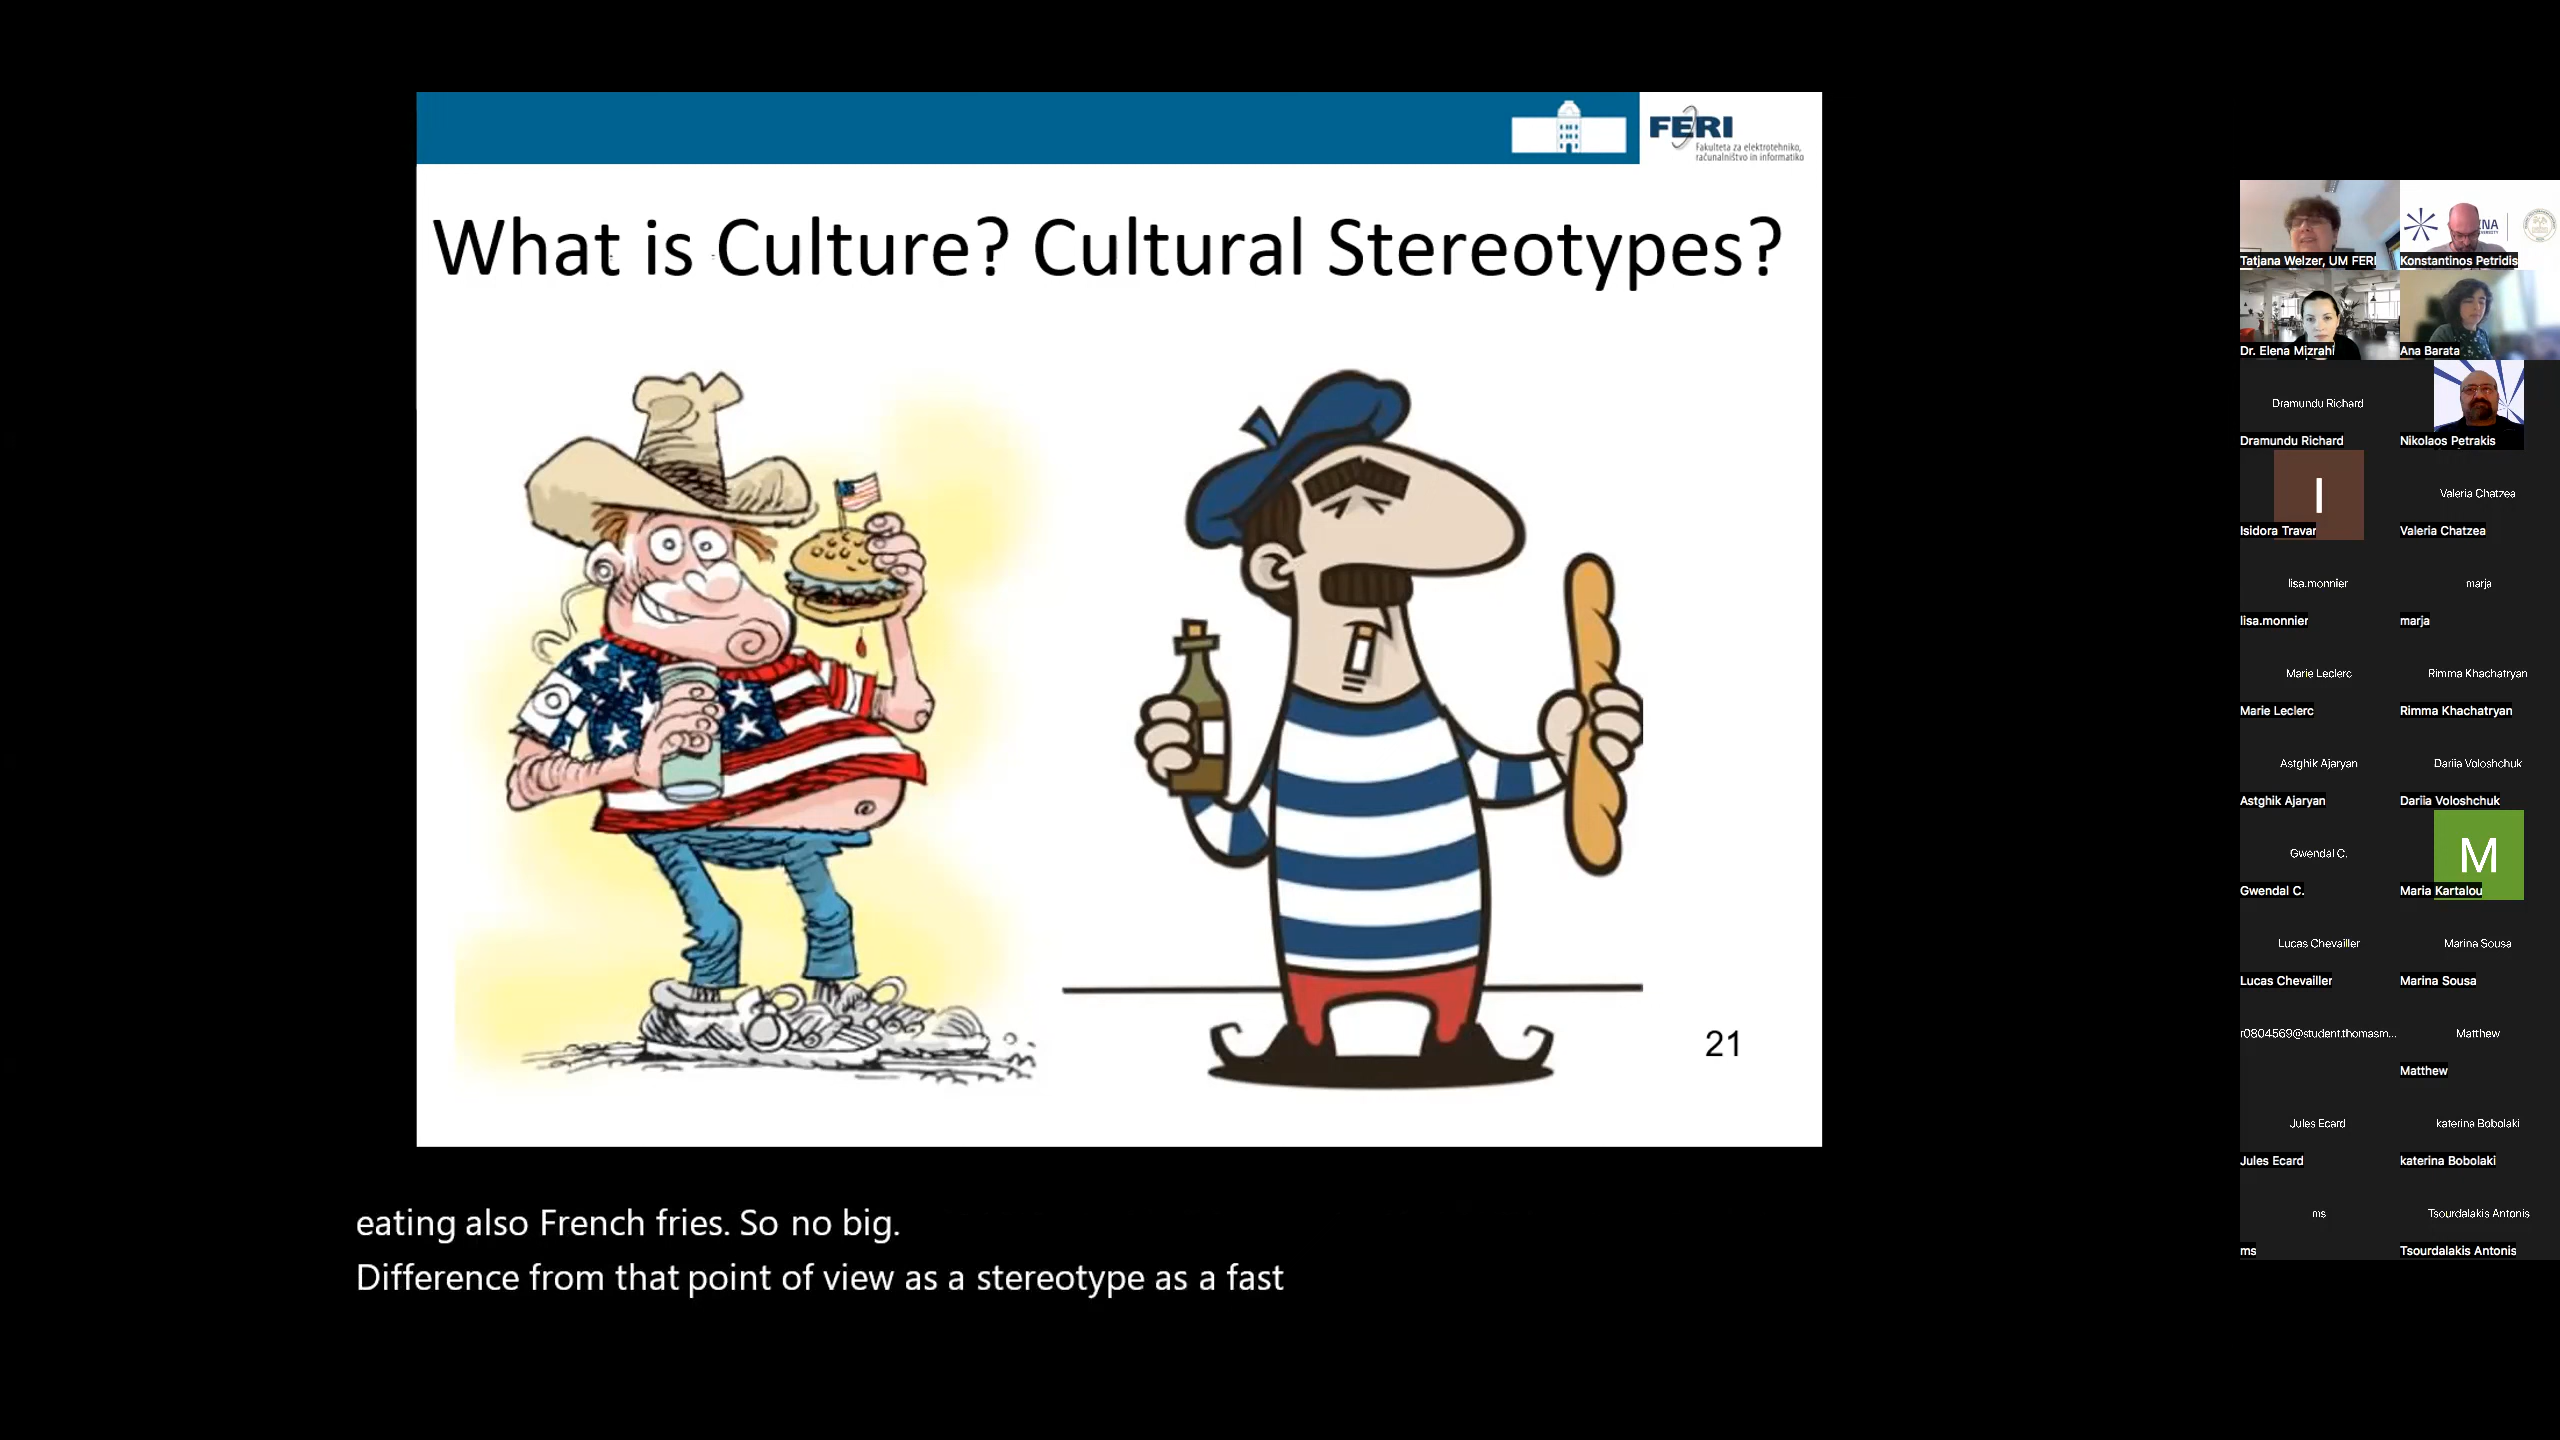 FERI
Fakulteta za elektrotehniko,
računalništvo in informatiko
What is Culture? Cultural Stereotypes?
21
eating also French fries. So no big.
Difference from that point of view as a stereotype as a fast
Tatjana Welzer, UM FERI
Konstantinos Petridis
Dr. Elena Mizrahi
Ana Barata
Dramundu Richard
Dramundu Richard
Nikolaos Petrakis
I
Isidora Travar
Valeria Chatzea
Valeria Chatzea
lisa.monnier
lisa.monnier
marja
marja
Marie Leclerc
Marie Leclerc
Rimma Khachatryan
Rimma Khachatryan
Astghik Ajaryan
Astghik Ajaryan
Dariia Voloshchuk
Dariia Voloshchuk
Gwendal C.
Gwendal C.
M
Maria Kartalou
Lucas Chevailler
Lucas Chevailler
Marina Sousa
Marina Sousa
r0804569@student.thomasm...
Matthew
Matthew
Jules Ecard
Jules Ecard
katerina Bobolaki
katerina Bobolaki
ms
ms
Tsourdalakis Antonis
Tsourdalakis Antonis